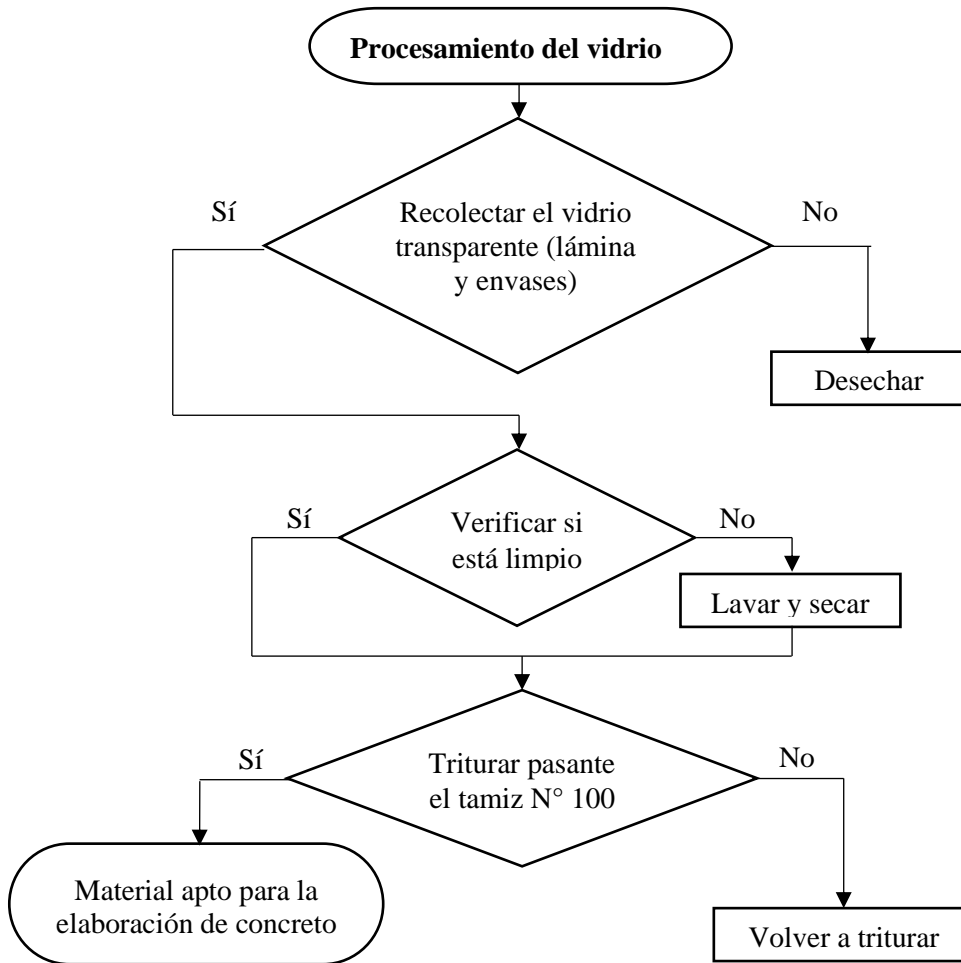 Procesamiento del vidrio
Sí
Recolectar el vidrio
transparente (lámina
y envases)
No
Desechar
Sí
Verificar si
está limpio
No
Lavar y secar
Sí
Triturar pasante
el tamiz N° 100
No
Material apto para la
elaboración de concreto
Volver a triturar